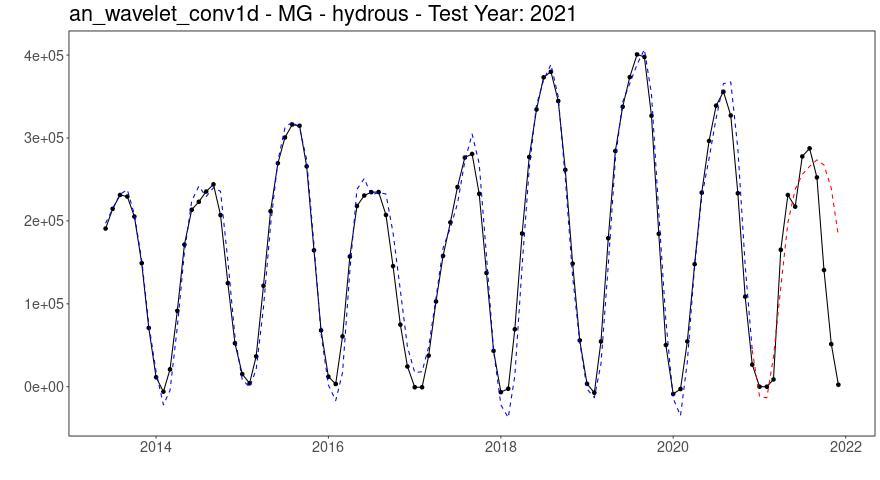 an_wavelet_conv1d - MG - hydrous - Test Year: 2021
4e+05
3e+05
2e+05
1e+05
0e+00
2014 2016 2018 2020 2022